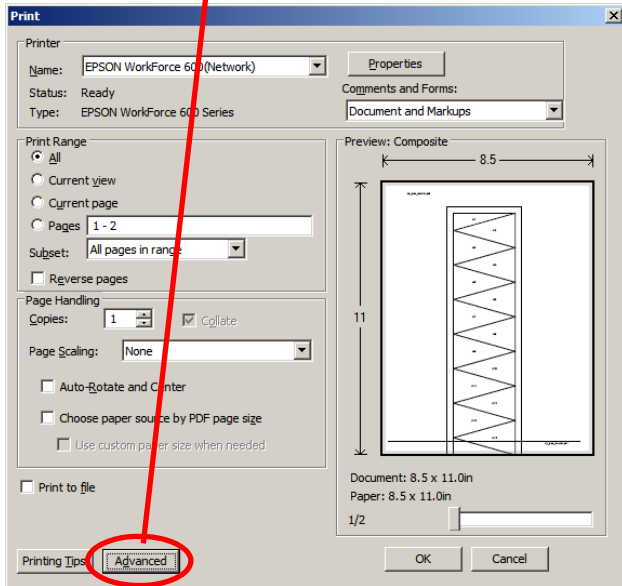 Print
Printer
Name: EPSON WorkForce 600(Network)
Properties
Status: Ready
Comments and Forms:
Type: EPSON WorkForce 600 Series
Document and Markups
Print Range
All
Current view
Current page
Pages 1 - 2
Subset: All pages in range
Reverse pages
Page Handling
Copies: 1 Collate
Page Scaling: None
Auto-Rotate and Center
Choose paper source by PDF page size
Use custom paper size when needed
Print to file
Printing Tips Advanced
Preview: Composite
8.5
11
Document: 8.5 x 11.0in
Paper: 8.5 x 11.0in
1/2
OK Cancel